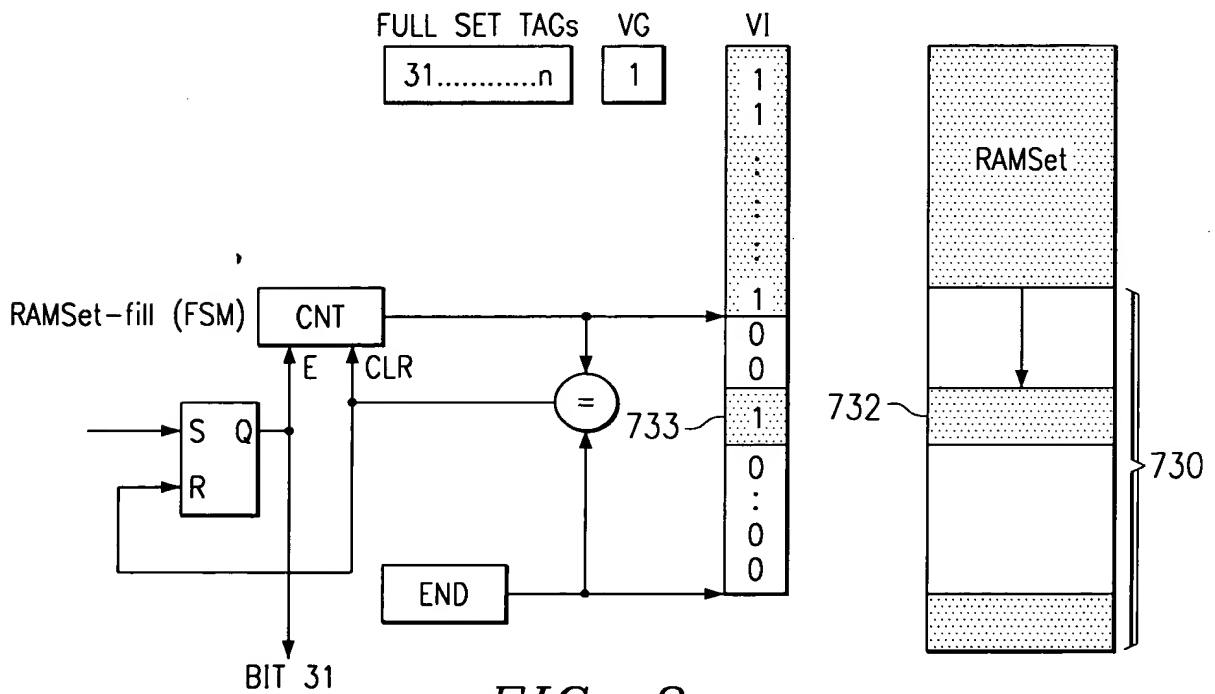 FULL SET TAGs VG VI
31............n 1
1
1
RAMSet
1
RAMSet-fill (FSM) CNT
0
0
E CLR
=
1
733
732
S Q
R
0
:
0
0
730
END
BIT 31